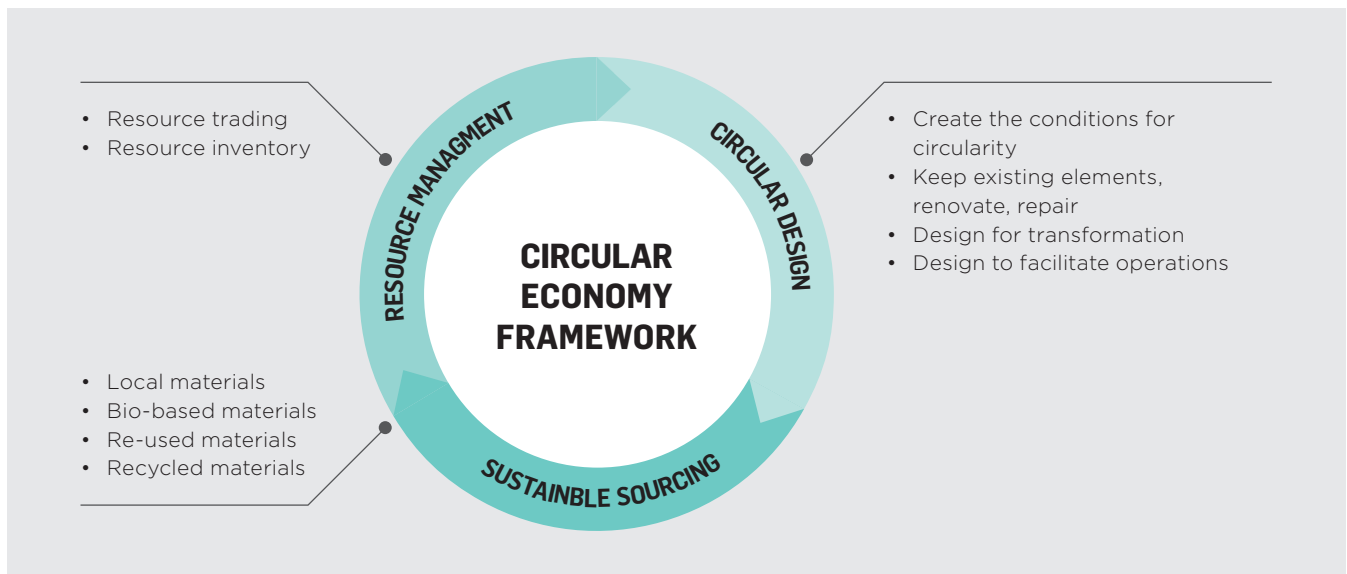 • Resource trading
• Resource inventory
RESOURCE MANAGMENT
CIRCULAR DESIGN
• Create the conditions for
circularity
• Keep existing elements,
renovate, repair
• Design for transformation
• Design to facilitate operations
CIRCULAR
ECONOMY
FRAMEWORK
• Local materials
• Bio-based materials
• Re-used materials
• Recycled materials
SUSTAINBLE SOURCING